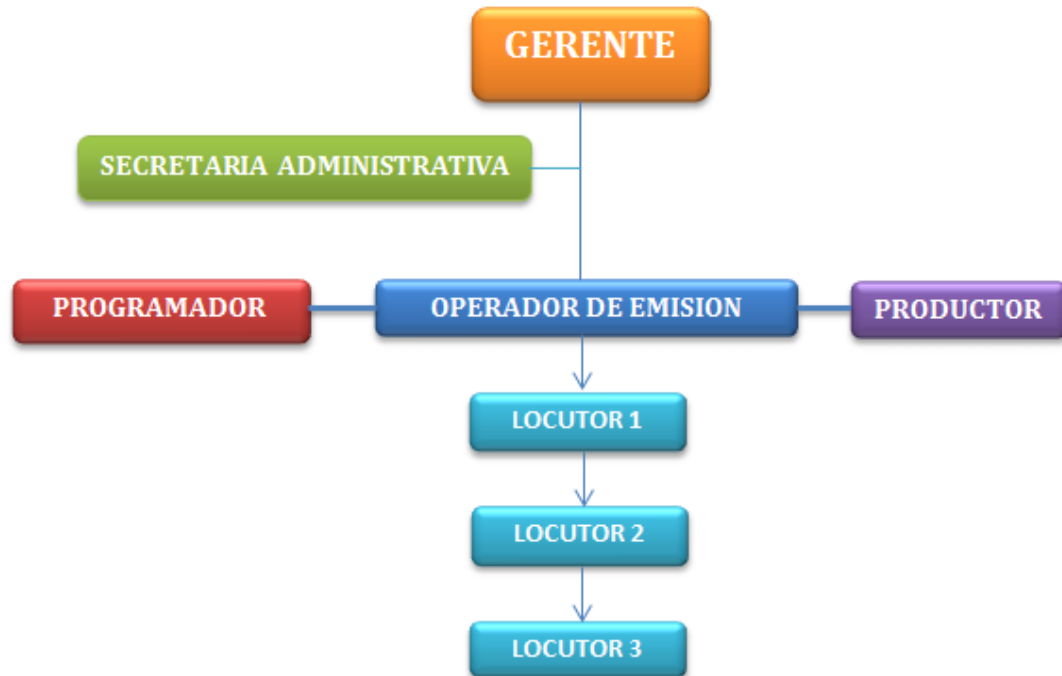 GERENTE
SECRETARIA ADMINISTRATIVA
PROGRAMADOR
OPERADOR DE EMISION
PRODUCTOR
LOCUTOR 1
LOCUTOR 2
LOCUTOR 3